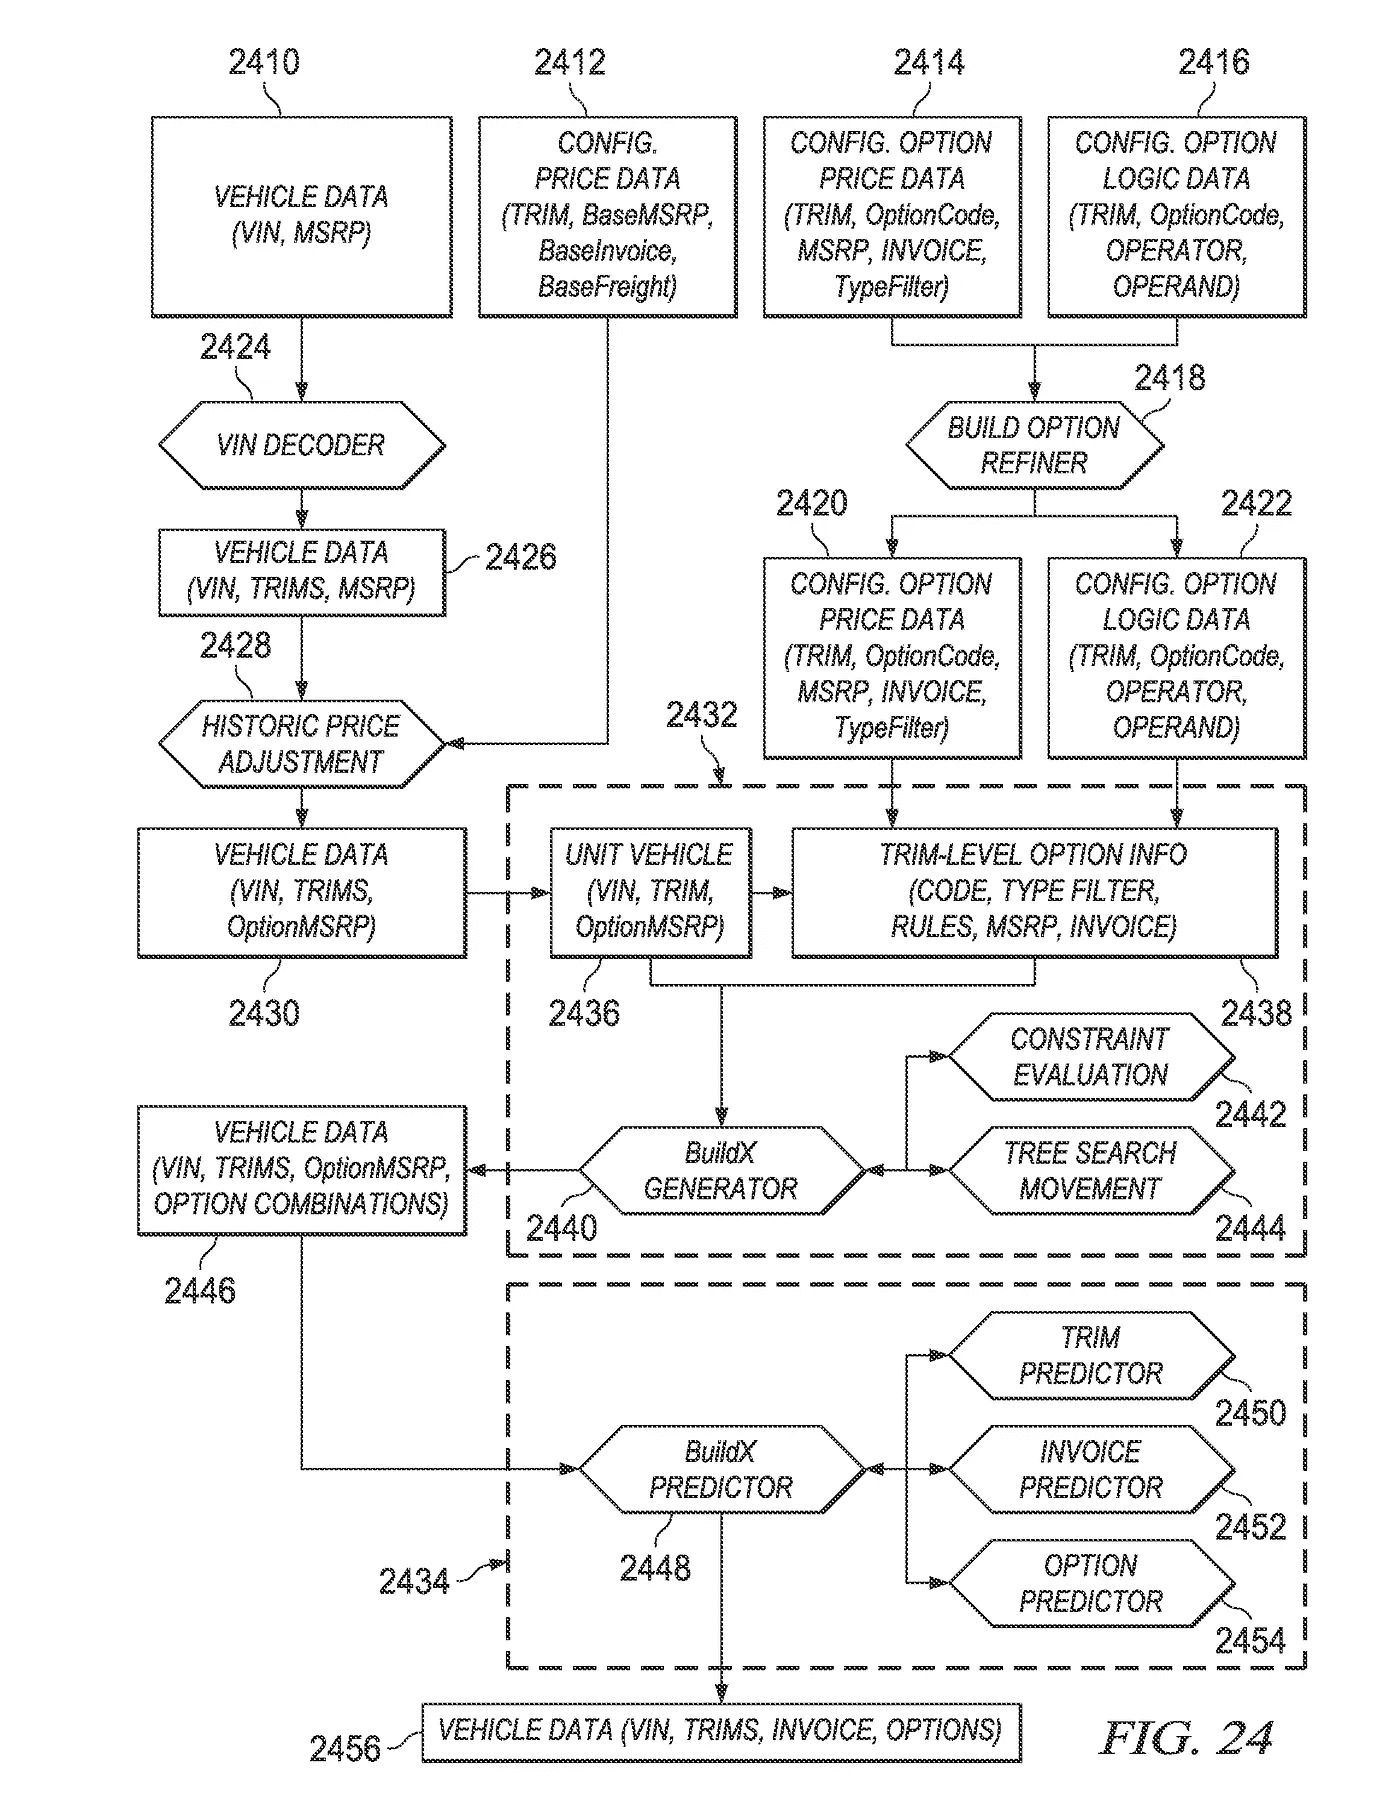 2410
2412
2414
2416
VEHICLE DATA
(VIN, MSRP)
CONFIG.
PRICE DATA
(TRIM, BaseMSRP,
BaseInvoice,
BaseFreight)
CONFIG. OPTION
PRICE DATA
(TRIM, OptionCode,
MSRP, INVOICE,
TypeFilter)
CONFIG. OPTION
LOGIC DATA
(TRIM, OptionCode,
OPERATOR,
OPERAND)
2424
2418
VIN DECODER
BUILD OPTION
REFINER
2420
2422
VEHICLE DATA
(VIN, TRIMS, MSRP)
2426
CONFIG. OPTION
PRICE DATA
(TRIM, OptionCode,
MSRP, INVOICE,
TypeFilter)
CONFIG. OPTION
LOGIC DATA
(TRIM, OptionCode,
OPERATOR,
OPERAND)
2428
HISTORIC PRICE
ADJUSTMENT
2432
VEHICLE DATA
(VIN, TRIMS,
OptionMSRP)
2430
UNIT VEHICLE
(VIN, TRIM,
OptionMSRP)
2436
TRIM-LEVEL OPTION INFO
(CODE, TYPE FILTER,
RULES, MSRP, INVOICE)
2438
CONSTRAINT
EVALUATION
2442
VEHICLE DATA
(VIN, TRIMS, OptionMSRP,
OPTION COMBINATIONS)
2446
BuildX
GENERATOR
2440
TREE SEARCH
MOVEMENT
2444
TRIM
PREDICTOR
2450
BuildX
PREDICTOR
2448
INVOICE
PREDICTOR
2452
2434
OPTION
PREDICTOR
2454
2456
VEHICLE DATA (VIN, TRIMS, INVOICE, OPTIONS)
FIG. 24